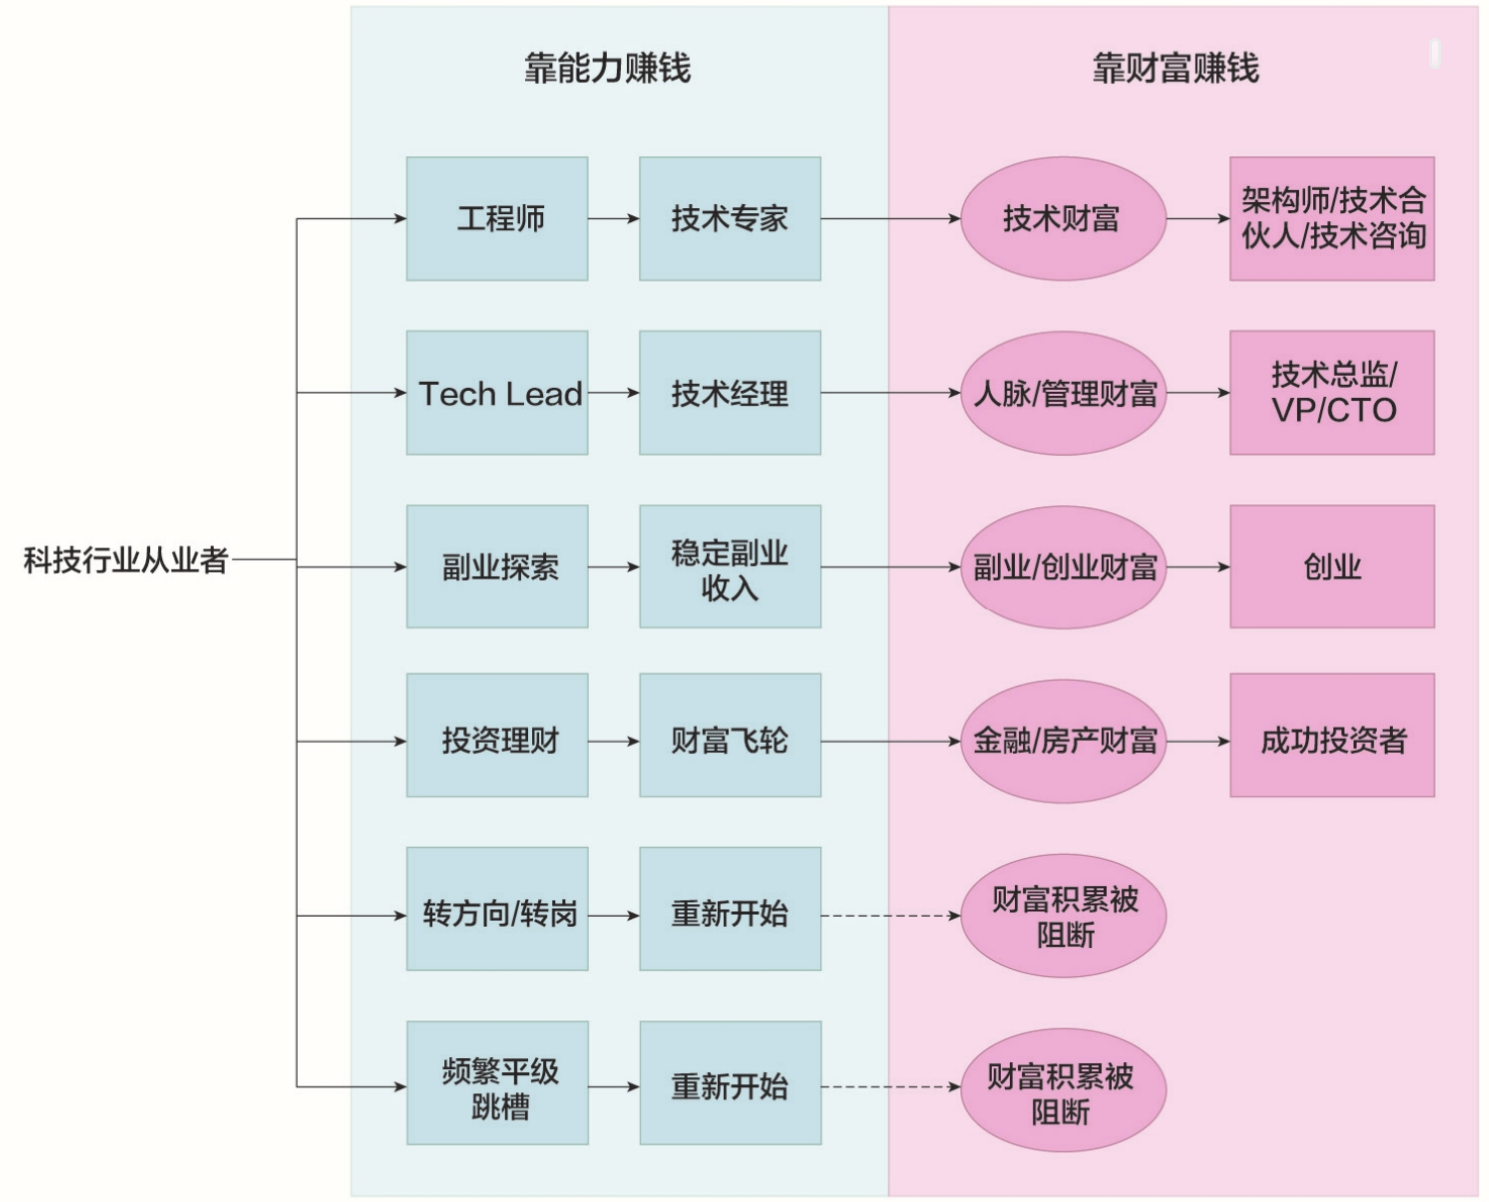 靠能力赚钱
靠财富赚钱
工程师
技术专家
技术财富
架构师/技术合
伙人/技术咨询
Tech Lead
技术经理
人脉/管理财富
技术总监/
VP/CTO
科技行业从业者
副业探索
稳定副业
收入
副业/创业财富
创业
投资理财
财富飞轮
金融/房产财富
成功投资者
转方向/转岗
重新开始
财富积累被
阻断
频繁平级
跳槽
重新开始
财富积累被
阻断